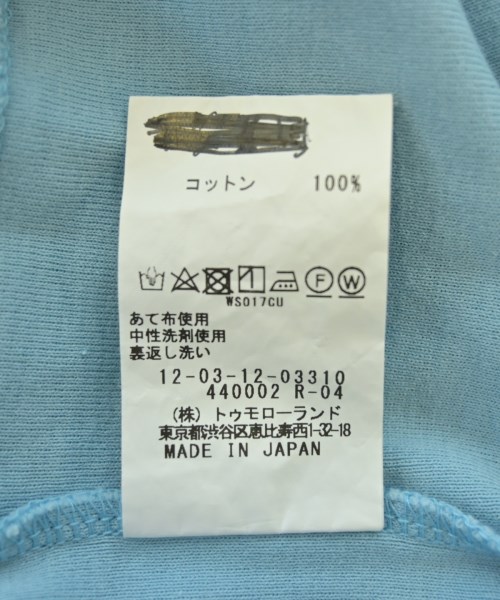 コットン 100%
F W
WS017CU
あて布使用
中性洗剤使用
裏返し洗い
12-03-12-03310
440002 R-04
(株) トゥモローランド
東京都渋谷区恵比寿西1-32-18
MADE IN JAPAN